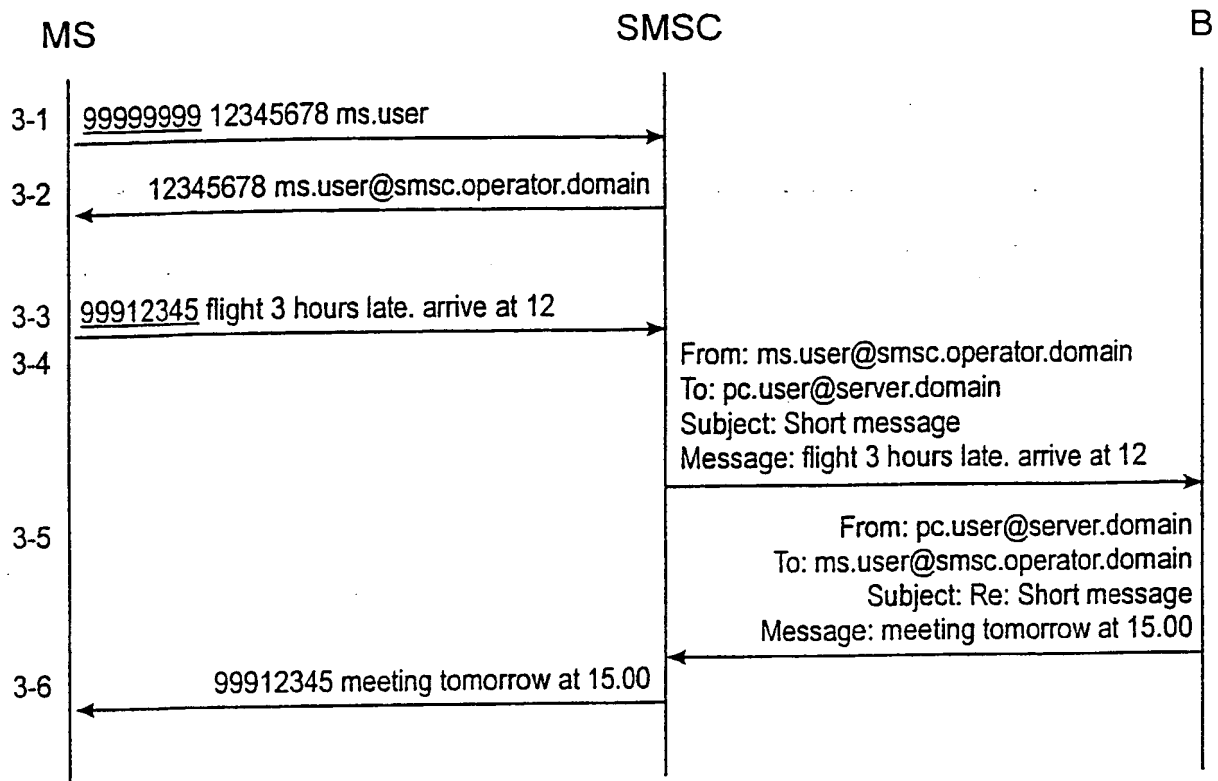 MS SMSC B
3-1 99999999 12345678 ms.user
3-2 12345678 ms.user@smsc.operator.domain
3-3 99912345 flight 3 hours late. arrive at 12
3-4 From: ms.user@smsc.operator.domain
To: pc.user@server.domain
Subject: Short message
Message: flight 3 hours late. arrive at 12
3-5 From: pc.user@server.domain
To: ms.user@smsc.operator.domain
Subject: Re: Short message
Message: meeting tomorrow at 15.00
3-6 99912345 meeting tomorrow at 15.00